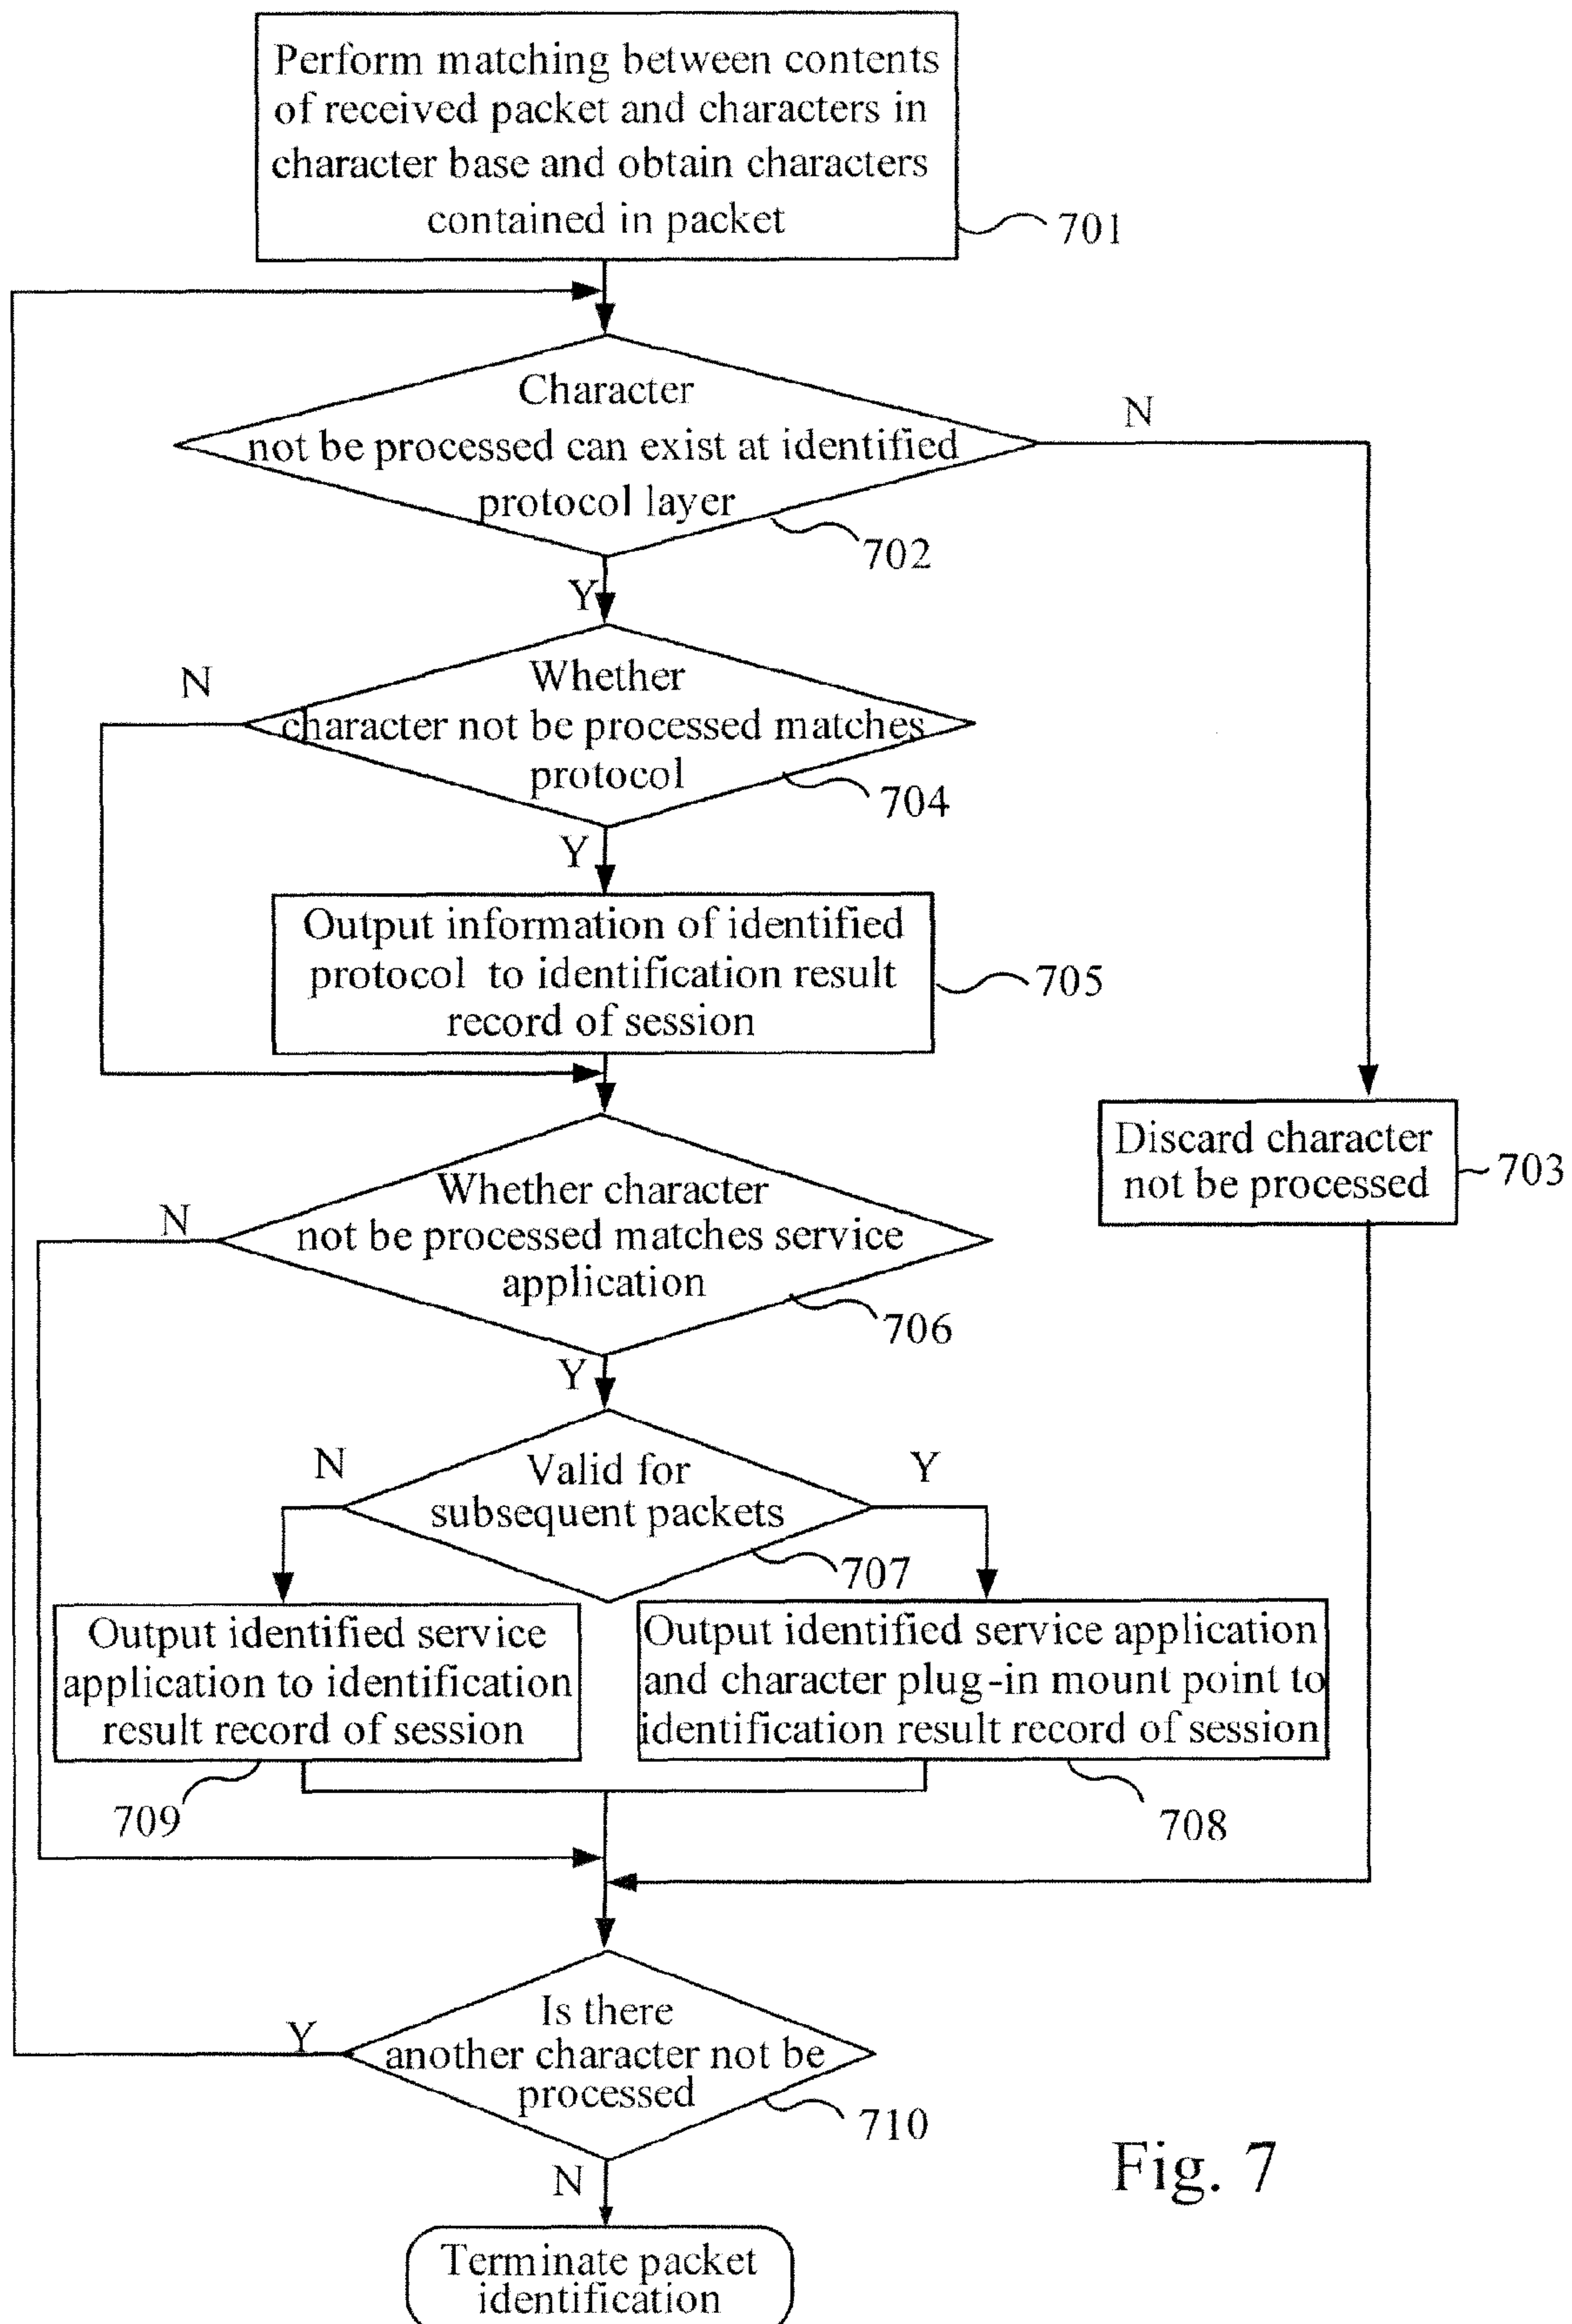 Perform matching between contents
of received packet and characters in
character base and obtain characters
contained in packet
701
Character
not be processed can exist at identified
protocol layer
N
702
Y
Whether
character not be processed matches
protocol
N
704
Y
Output information of identified
protocol to identification result
record of session
705
Discard character
not be processed
703
Whether character
not be processed matches service
application
N
706
Y
Valid for
subsequent packets
N
Y
707
Output identified service
application to identification
result record of session
709
Output identified service application
and character plug-in mount point to
identification result record of session
708
Is there
another character not be
processed
Y
710
N
Terminate packet
identification
Fig. 7